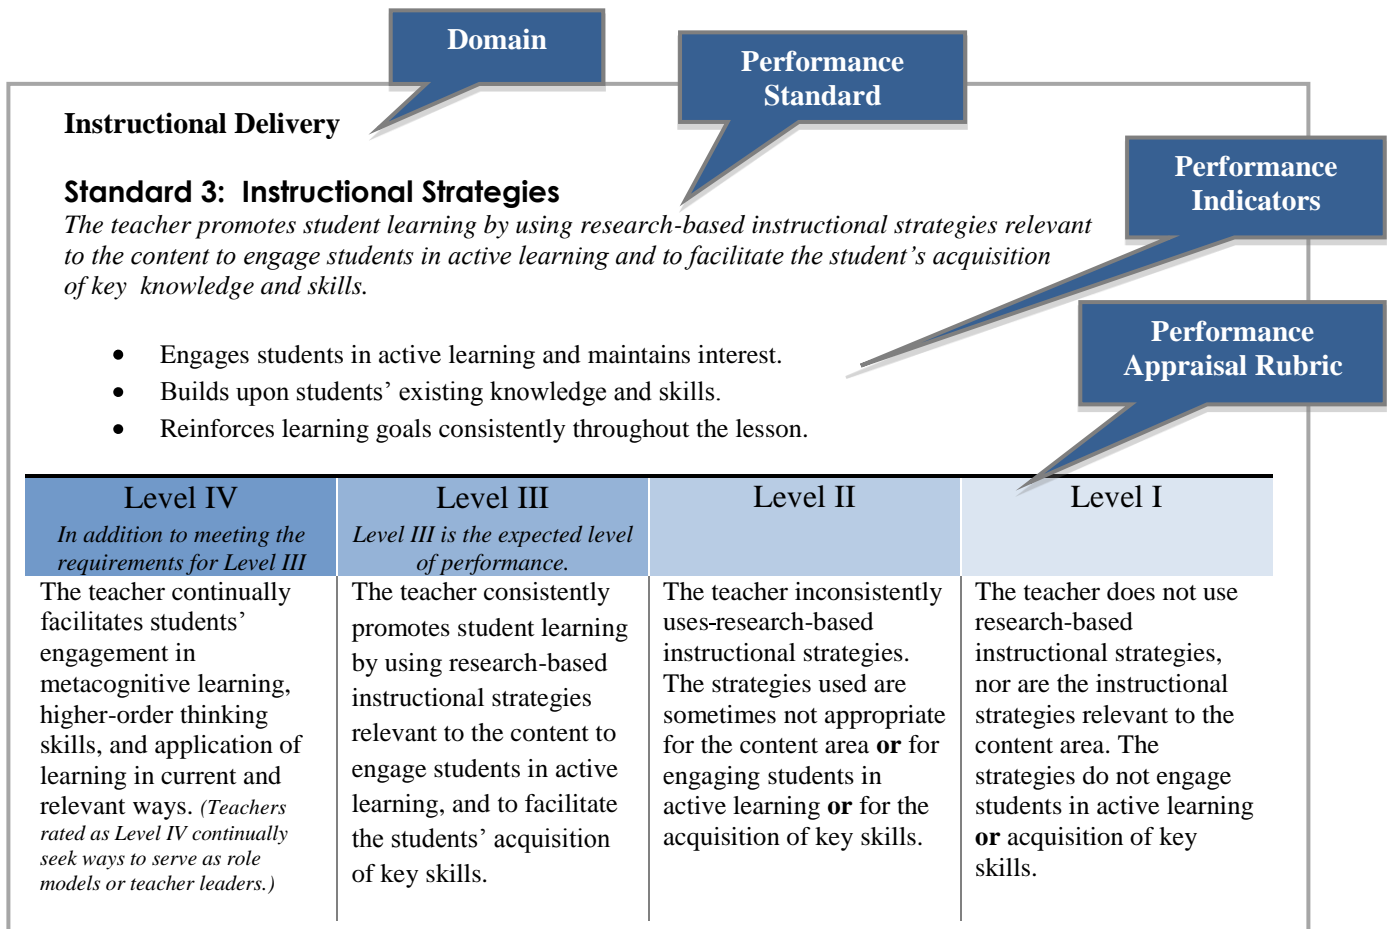 Domain
Performance
Standard
Instructional Delivery
Performance
Indicators
Standard 3:  Instructional Strategies
The teacher promotes student learning by using research-based instructional strategies relevant
to the content to engage students in active learning and to facilitate the student’s acquisition
of key  knowledge and skills.
Performance
Appraisal Rubric
• Engages students in active learning and maintains interest.
• Builds upon students’ existing knowledge and skills.
• Reinforces learning goals consistently throughout the lesson.
Level IV
In addition to meeting the
requirements for Level III
The teacher continually
facilitates students’
engagement in
metacognitive learning,
higher-order thinking
skills, and application of
learning in current and
relevant ways. (Teachers
rated as Level IV continually
seek ways to serve as role
models or teacher leaders.)
Level III
Level III is the expected level
of performance.
The teacher consistently
promotes student learning
by using research-based
instructional strategies
relevant to the content to
engage students in active
learning, and to facilitate
the students’ acquisition
of key skills.
Level II
The teacher inconsistently
uses-research-based
instructional strategies.
The strategies used are
sometimes not appropriate
for the content area or for
engaging students in
active learning or for the
acquisition of key skills.
Level I
The teacher does not use
research-based
instructional strategies,
nor are the instructional
strategies relevant to the
content area. The
strategies do not engage
students in active learning
or acquisition of key
skills.